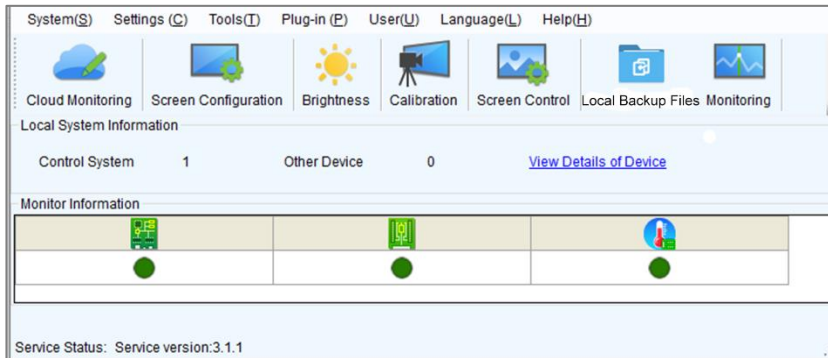 System(S) Settings (C) Tools(T) Plug-in (P) User(U) Language(L) Help(H)
Cloud Monitoring Screen Configuration Brightness Calibration Screen Control Local Backup Files Monitoring
Local System Information
Control System 1 Other Device 0 View Details of Device
Monitor Information
Service Status: Service version:3.1.1